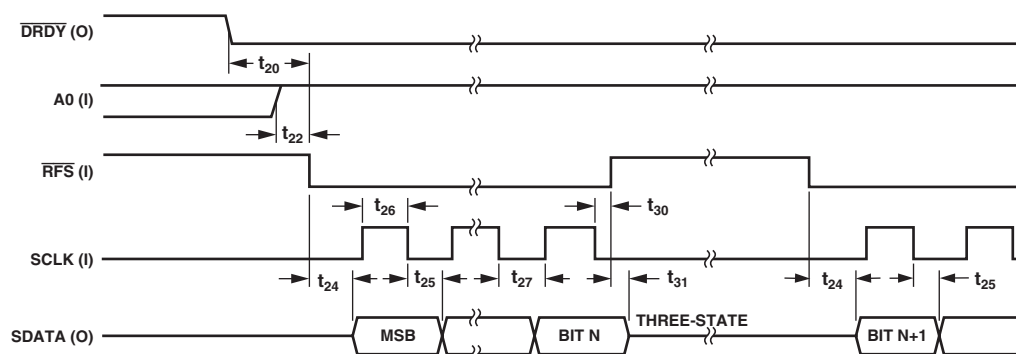 DRDY (O)
t20
A0 (I)
t22
RFS (I)
t26
t30
SCLK (I)
t24
t25
t27
t31
t24
t25
THREE-STATE
SDATA (O)
MSB
BIT N
BIT N+1